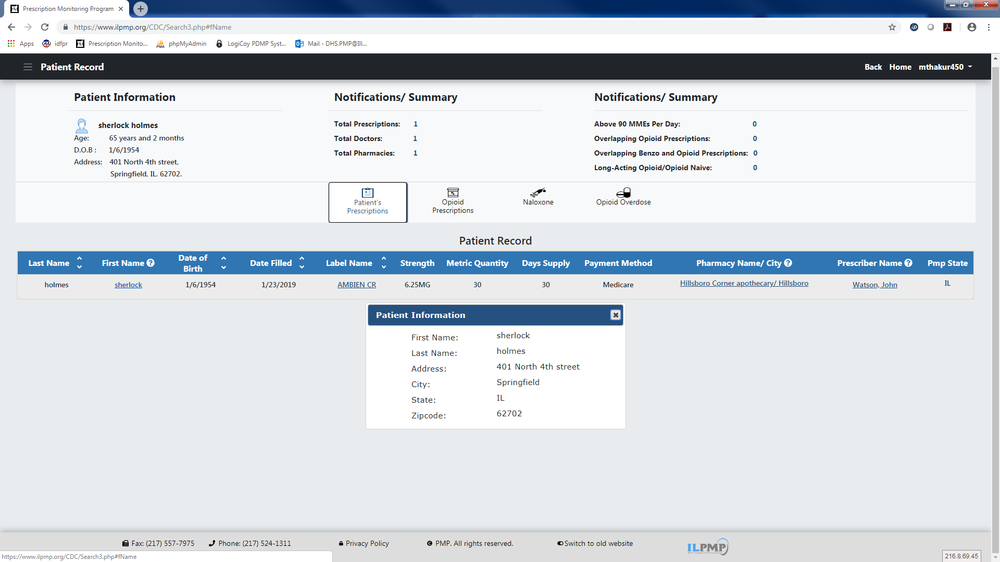 Prescription Monitoring Program
https://www.ilpmp.org/CDC/Search3.php#fName
Apps idfpr Prescription Monito... phpMyAdmin LogiCoy PDMP Syst... Mail - DHS.PMP@Ill...
Patient Record Back Home mthakur450
Patient Information
sherlock holmes
Age: 65 years and 2 months
D.O.B : 1/6/1954
Address: 401 North 4th street,
Springfield, IL. 62702.
Notifications/ Summary
Total Prescriptions: 1
Total Doctors: 1
Total Pharmacies: 1
Notifications/ Summary
Above 90 MMEs Per Day: 0
Overlapping Opioid Prescriptions: 0
Overlapping Benzo and Opioid Prescriptions: 0
Long-Acting Opioid/Opioid Naive: 0
Patient's
Prescriptions
Opioid
Prescriptions
Naloxone
Opioid Overdose
Patient Record
Last Name First Name Date of Birth Date Filled Label Name Strength Metric Quantity Days Supply Payment Method Pharmacy Name/ City Prescriber Name Pmp State
holmes sherlock 1/6/1954 1/23/2019 AMBIEN CR 6.25MG 30 30 Medicare Hillsboro Corner apothecary/ Hillsboro Watson, John IL
Patient Information
First Name: sherlock
Last Name: holmes
Address: 401 North 4th street
City: Springfield
State: IL
Zipcode: 62702
Fax: (217) 557-7975 Phone: (217) 524-1311 Privacy Policy PMP. All rights reserved. Switch to old website ILPMP
https://www.ilpmp.org/CDC/Search3.php#fName
216.8.69.45